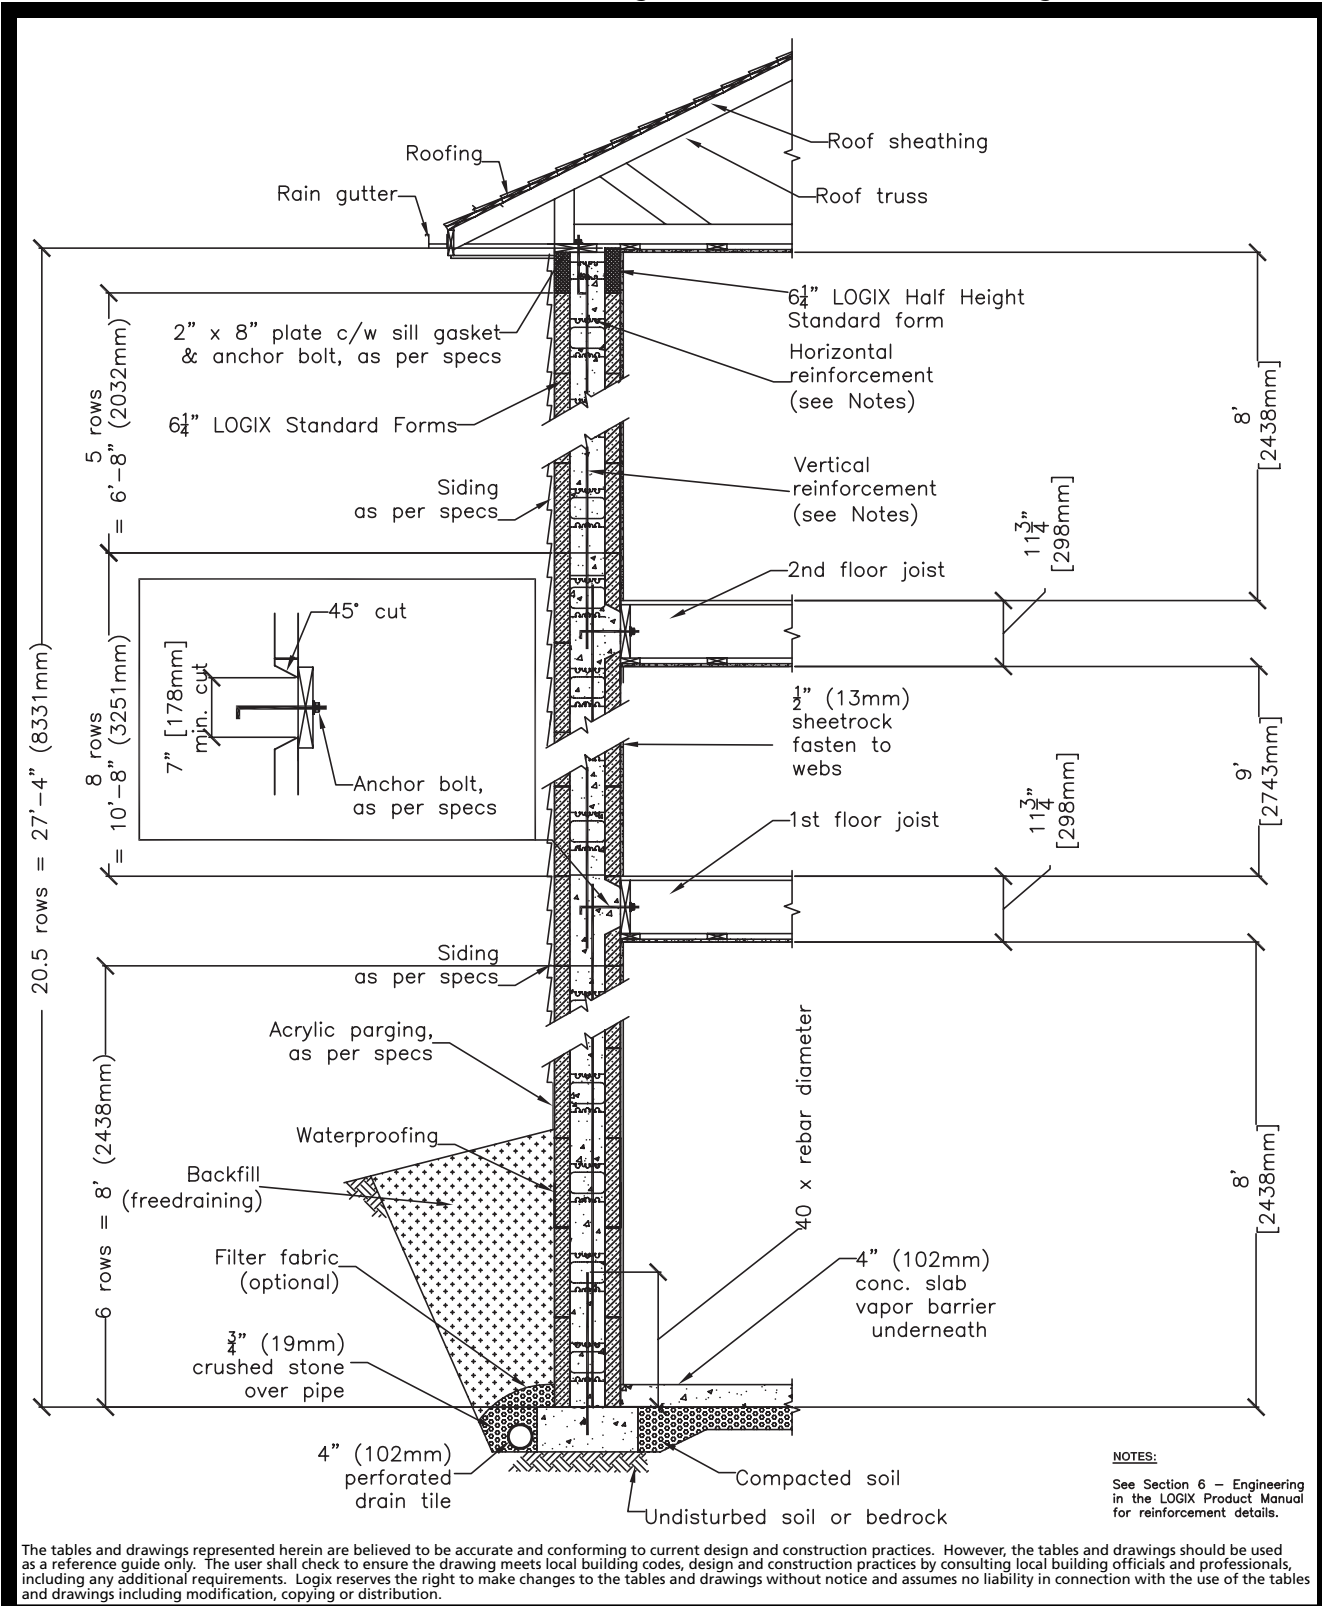 Roof sheathing
Roofing
Roof truss
Rain gutter
6¼” LOGIX Half Height
Standard form
2” x 8” plate c/w sill gasket
& anchor bolt, as per specs
Horizontal
reinforcement
(see Notes)
5 rows
= 6’–8” (2032mm)
6¼” LOGIX Standard Forms
8’
[2438mm]
Vertical
reinforcement
(see Notes)
Siding
as per specs
11¾”
[298mm]
2nd floor joist
45° cut
7” [178mm]
min. cut
Anchor bolt,
as per specs
8 rows
= 10’–8” (3251mm)
20.5 rows = 27’–4” (8331mm)
½” (13mm)
sheetrock
fasten to
webs
9’
[2743mm]
11¾”
[298mm]
1st floor joist
Siding
as per specs
Acrylic parging,
as per specs
40 x rebar diameter
Waterproofing
Backfill
(freedraining)
6 rows = 8’ (2438mm)
8’
[2438mm]
Filter fabric
(optional)
4” (102mm)
conc. slab
vapor barrier
underneath
¾” (19mm)
crushed stone
over pipe
4” (102mm)
perforated
drain tile
Compacted soil
Undisturbed soil or bedrock
NOTES:
See Section 6 – Engineering
in the LOGIX Product Manual
for reinforcement details.
The tables and drawings represented herein are believed to be accurate and conforming to current design and construction practices.  However, the tables and drawings should be used
as a reference guide only.  The user shall check to ensure the drawing meets local building codes, design and construction practices by consulting local building officials and professionals,
including any additional requirements.  Logix reserves the right to make changes to the tables and drawings without notice and assumes no liability in connection with the use of the tables
and drawings including modification, copying or distribution.